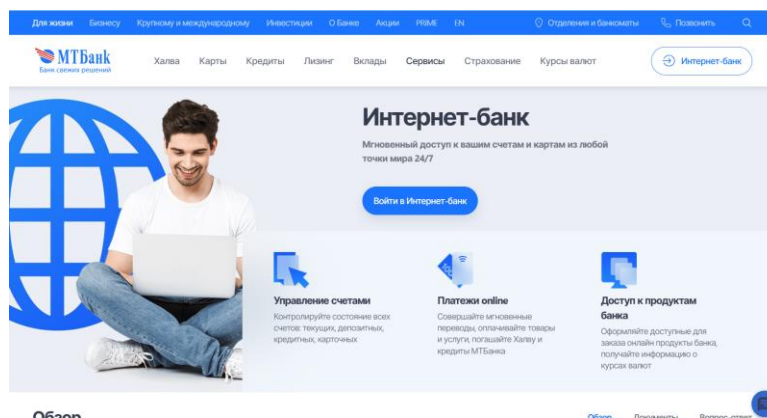 Для жизни Бизнесу Крупному и международному Инвестиции О Банке Акции PRIME EN Отделения и банкоматы Позвонить
МТБанк
Банк свежих решений
Халва Карты Кредиты Лизинг Вклады Сервисы Страхование Курсы валют Интернет-банк
Интернет-банк
Мгновенный доступ к вашим счетам и картам из любой
точки мира 24/7
Войти в Интернет-банк
Управление счетами
Контролируйте состояние всех
счетов: текущих, депозитных,
кредитных, карточных
Платежи online
Совершайте мгновенные
переводы, оплачивайте товары
и услуги, погашайте Халву и
кредиты МТБанка
Доступ к продуктам
банка
Оформляйте доступные для
заказа онлайн продукты банка,
получайте информацию о
курсах валют
Обзор Обзор Документы Вопрос-ответ